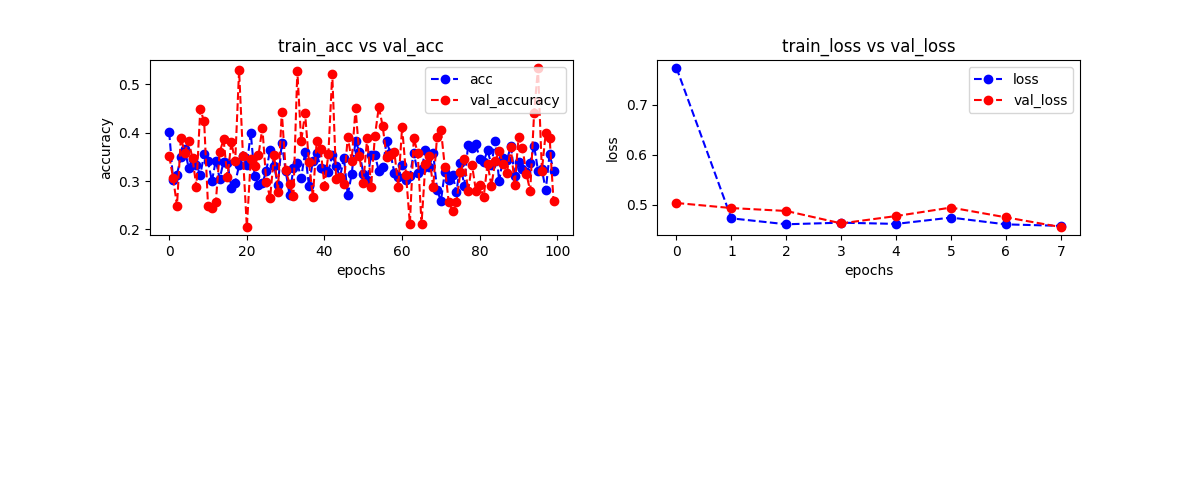 train_acc vs val_acc
acc
val_accuracy
accuracy
0.5
0.4
0.3
0.2
0
20
40
60
80
100
epochs
train_loss vs val_loss
loss
val_loss
loss
0.7
0.6
0.5
0
1
2
3
4
5
6
7
epochs